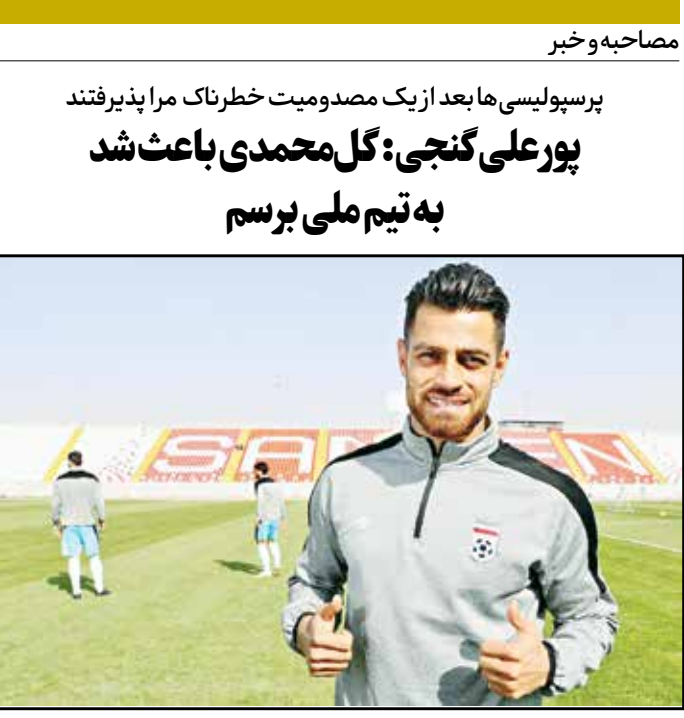 مصاحبه و خبر
پرسپولیسی‌ها بعد از یک مصدومیت خطرناک مرا پذیرفتند
پورعلی گنجی: گل‌محمدی باعث شد
به تیم ملی برسم